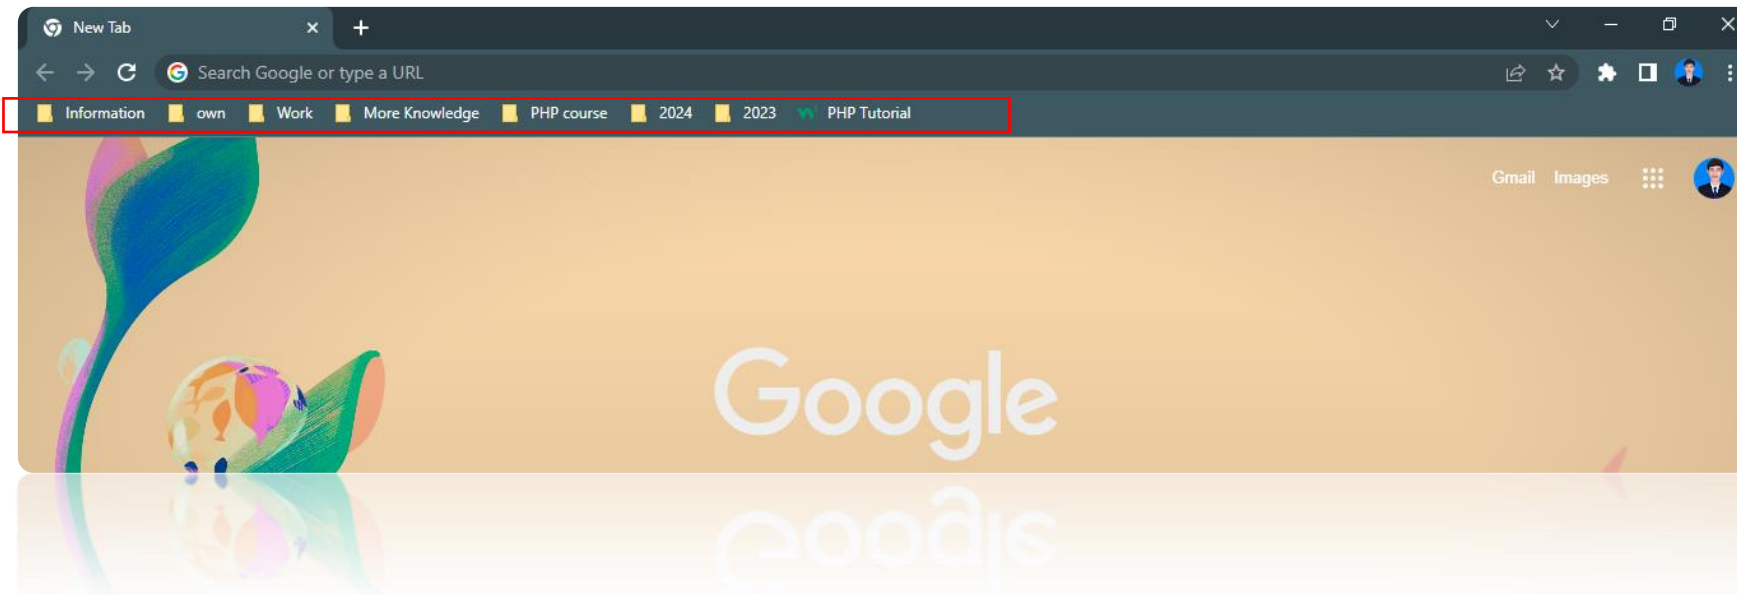 New Tab
Search Google or type a URL
Information own Work More Knowledge PHP course 2024 2023 PHP Tutorial
Gmail Images
Google